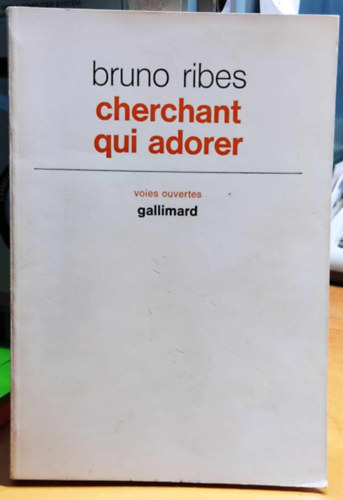 bruno ribes
cherchant
qui adorer
voies ouvertes
gallimard